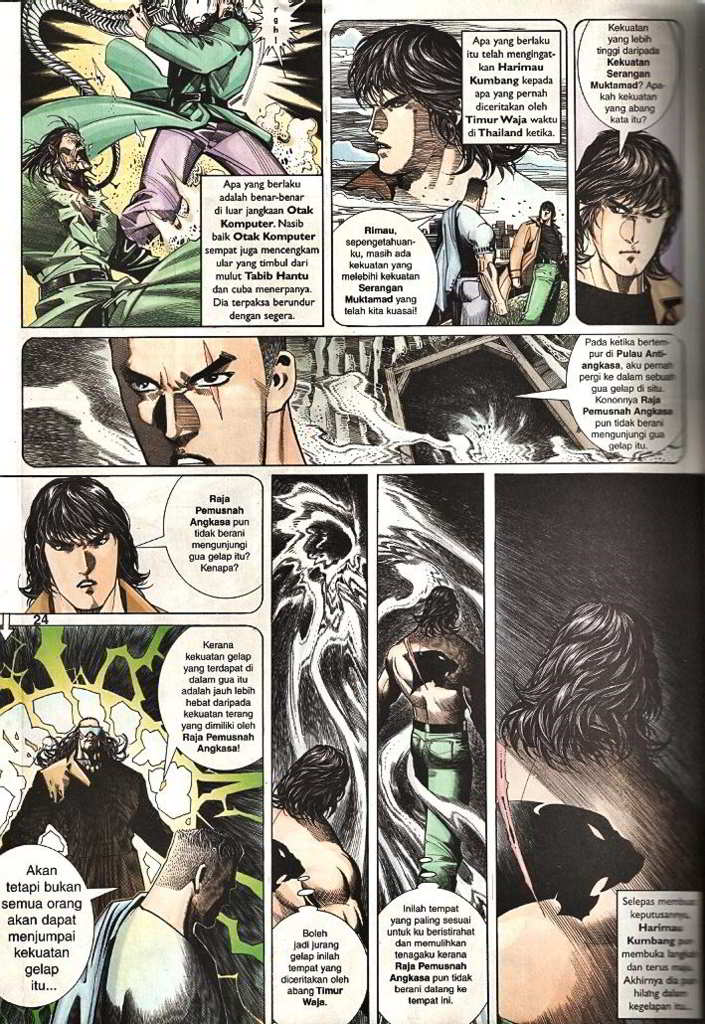 rgh!
Apa yang berlaku
adalah benar-benar
di luar jangkaan Otak
Komputer. Nasib
baik Otak Komputer
sempat juga mencengkam
ular yang timbul dari
mulut Tabib Hantu
dan cuba menerpanya.
Dia terpaksa berundur
dengan segera.
Apa yang berlaku
itu telah mengingat-
kan Harimau
Kumbang kepada
apa yang pernah
diceritakan oleh
Timur Waja waktu
di Thailand ketika.
Rimau,
sepengetahuan-
ku, masih ada
kekuatan yang
melebihi kekuatan
Serangan
Muktamad yang
telah kita kuasai!
Kekuatan
yang lebih
tinggi daripada
Kekuatan
Serangan
Muktamad? Apa-
kah kekuatan
yang abang
kata itu?
Pada ketika bertem-
pur di Pulau Anti-
angkasa, aku pernah
pergi ke dalam sebuah
gua gelap di situ.
Kononnya Raja
Pemusnah Angkasa
pun tidak berani
mengunjungi gua
gelap itu.
Raja
Pemusnah
Angkasa pun
tidak berani
mengunjungi
gua gelap itu?
Kenapa?
24
Kerana
kekuatan gelap
yang terdapat di
dalam gua itu
adalah jauh lebih
hebat daripada
kekuatan terang
yang dimiliki oleh
Raja Pemusnah
Angkasa!
Akan
tetapi bukan
semua orang
akan dapat
menjumpai
kekuatan
gelap
itu...
Boleh
jadi jurang
gelap inilah
tempat yang
diceritakan oleh
abang Timur
Waja.
Inilah tempat
yang paling sesuai
untuk ku beristirahat
dan memulihkan
tenagaku kerana
Raja Pemusnah
Angkasa pun tidak
berani datang ke
tempat ini.
Selepas membuat
keputusannya,
Harimau
Kumbang pun
membuka langkah
dan terus maju.
Akhirnya dia pun
hilang dalam
kegelapan itu...